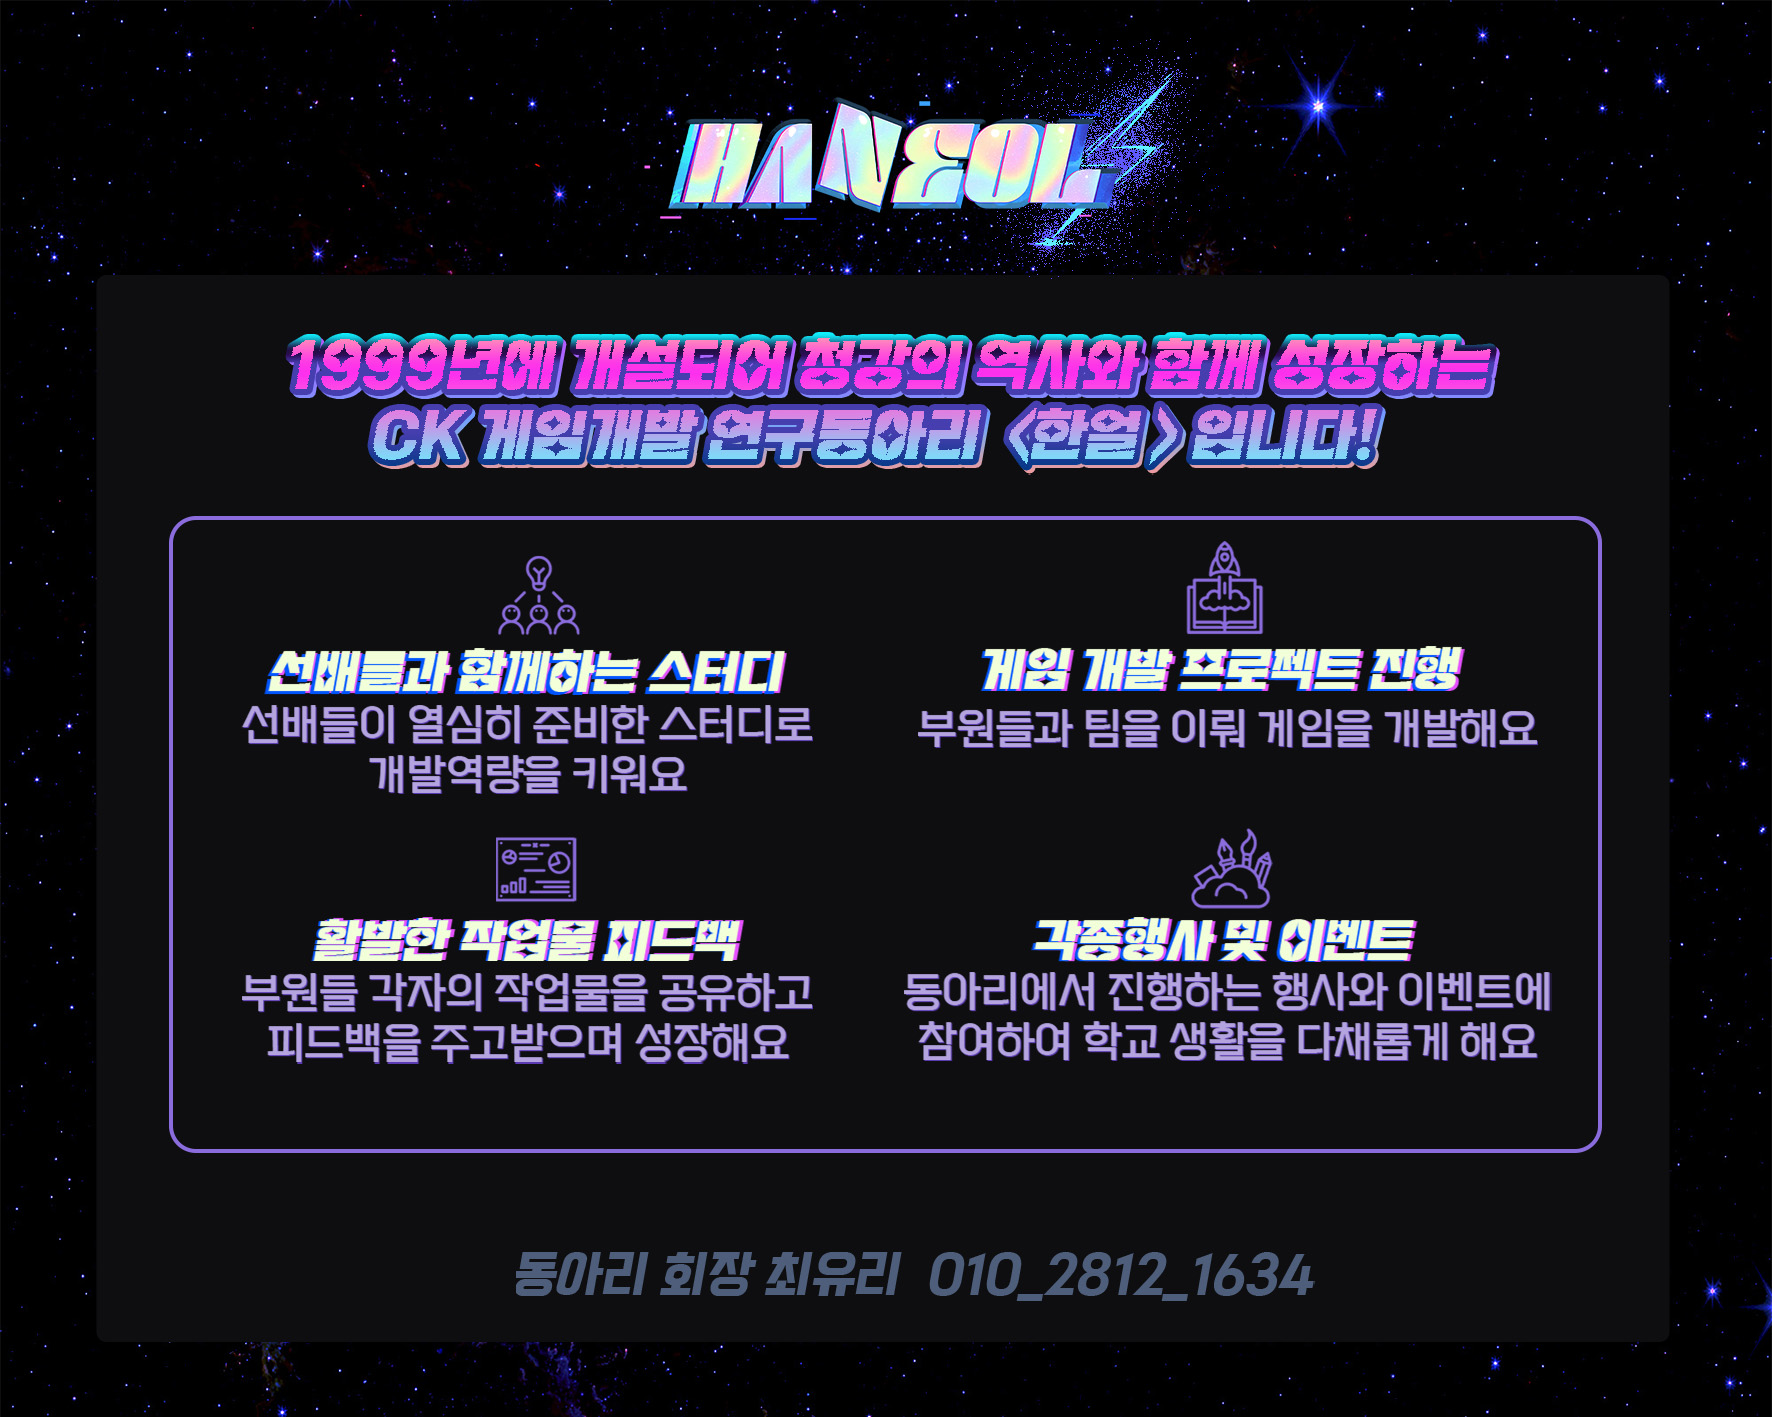 HANEOL
1999년에 개설되어 청강의 역사와 함께 성장하는
CK 게임개발 연구동아리 <한얼> 입니다!
선배들과 함께하는 스터디
선배들이 열심히 준비한 스터디로
개발역량을 키워요
게임 개발 프로젝트 진행
부원들과 팀을 이뤄 게임을 개발해요
활발한 작업물 피드백
부원들 각자의 작업물을 공유하고
피드백을 주고받으며 성장해요
각종행사 및 이벤트
동아리에서 진행하는 행사와 이벤트에
참여하여 학교 생활을 다채롭게 해요
동아리 회장 최유리 010_2812_1634